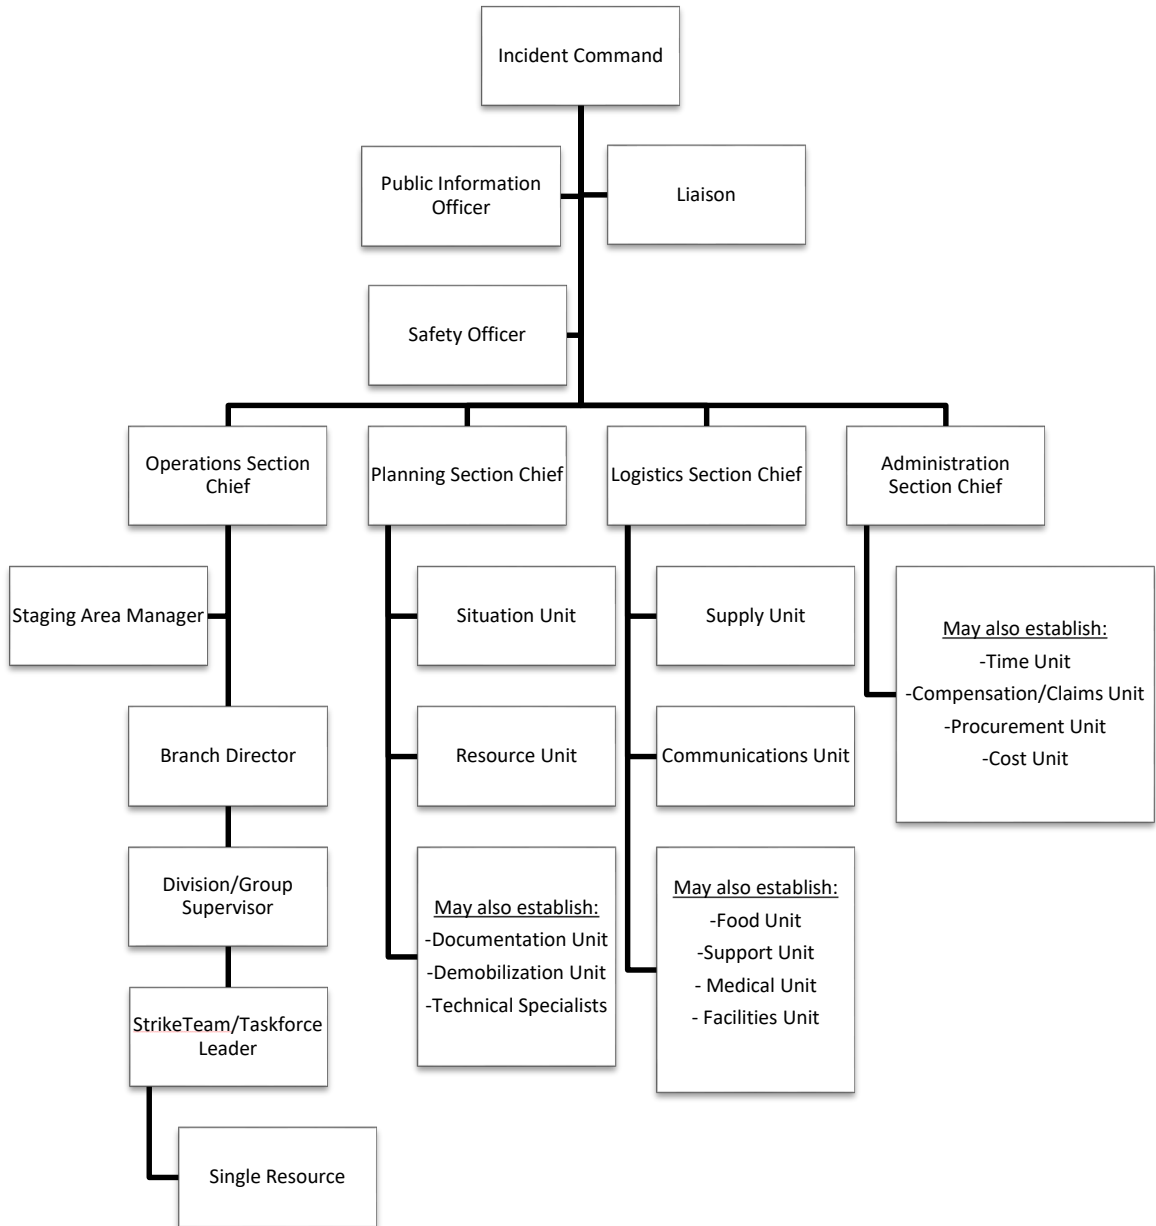 Incident Command
Public Information
Officer
Liaison
Safety Officer
Operations Section
Chief
Planning Section Chief
Logistics Section Chief
Administration
Section Chief
Staging Area Manager
Situation Unit
Supply Unit
May also establish:
-Time Unit
-Compensation/Claims Unit
-Procurement Unit
-Cost Unit
Branch Director
Resource Unit
Communications Unit
Division/Group
Supervisor
May also establish:
-Documentation Unit
-Demobilization Unit
-Technical Specialists
May also establish:
-Food Unit
-Support Unit
- Medical Unit
- Facilities Unit
StrikeTeam/Taskforce
Leader
Single Resource